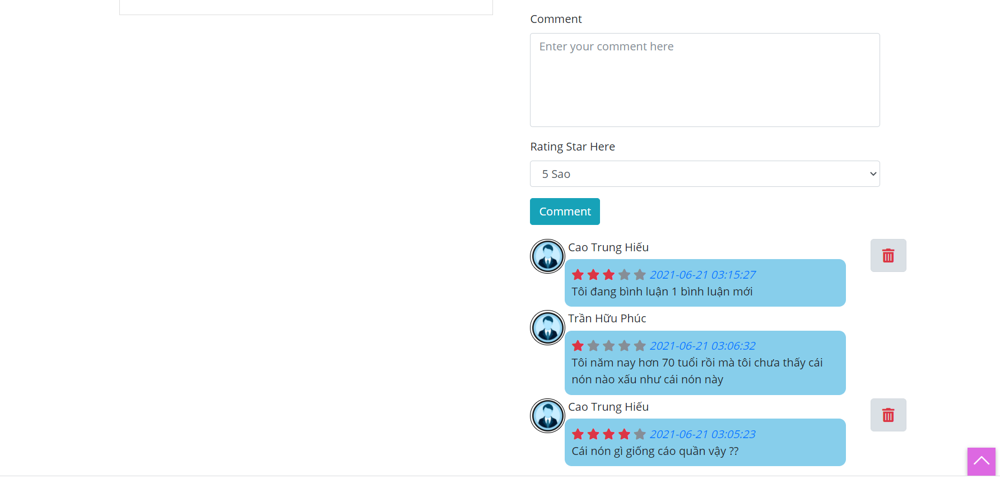 Comment
Enter your comment here
Rating Star Here
5 Sao
Comment
Cao Trung Hiếu
2021-06-21 03:15:27
Tôi đang bình luận 1 bình luận mới
Trần Hữu Phúc
2021-06-21 03:06:32
Tôi năm nay hơn 70 tuổi rồi mà tôi chưa thấy cái
nón nào xấu như cái nón này
Cao Trung Hiếu
2021-06-21 03:05:23
Cái nón gì giống cáo quần vậy ??